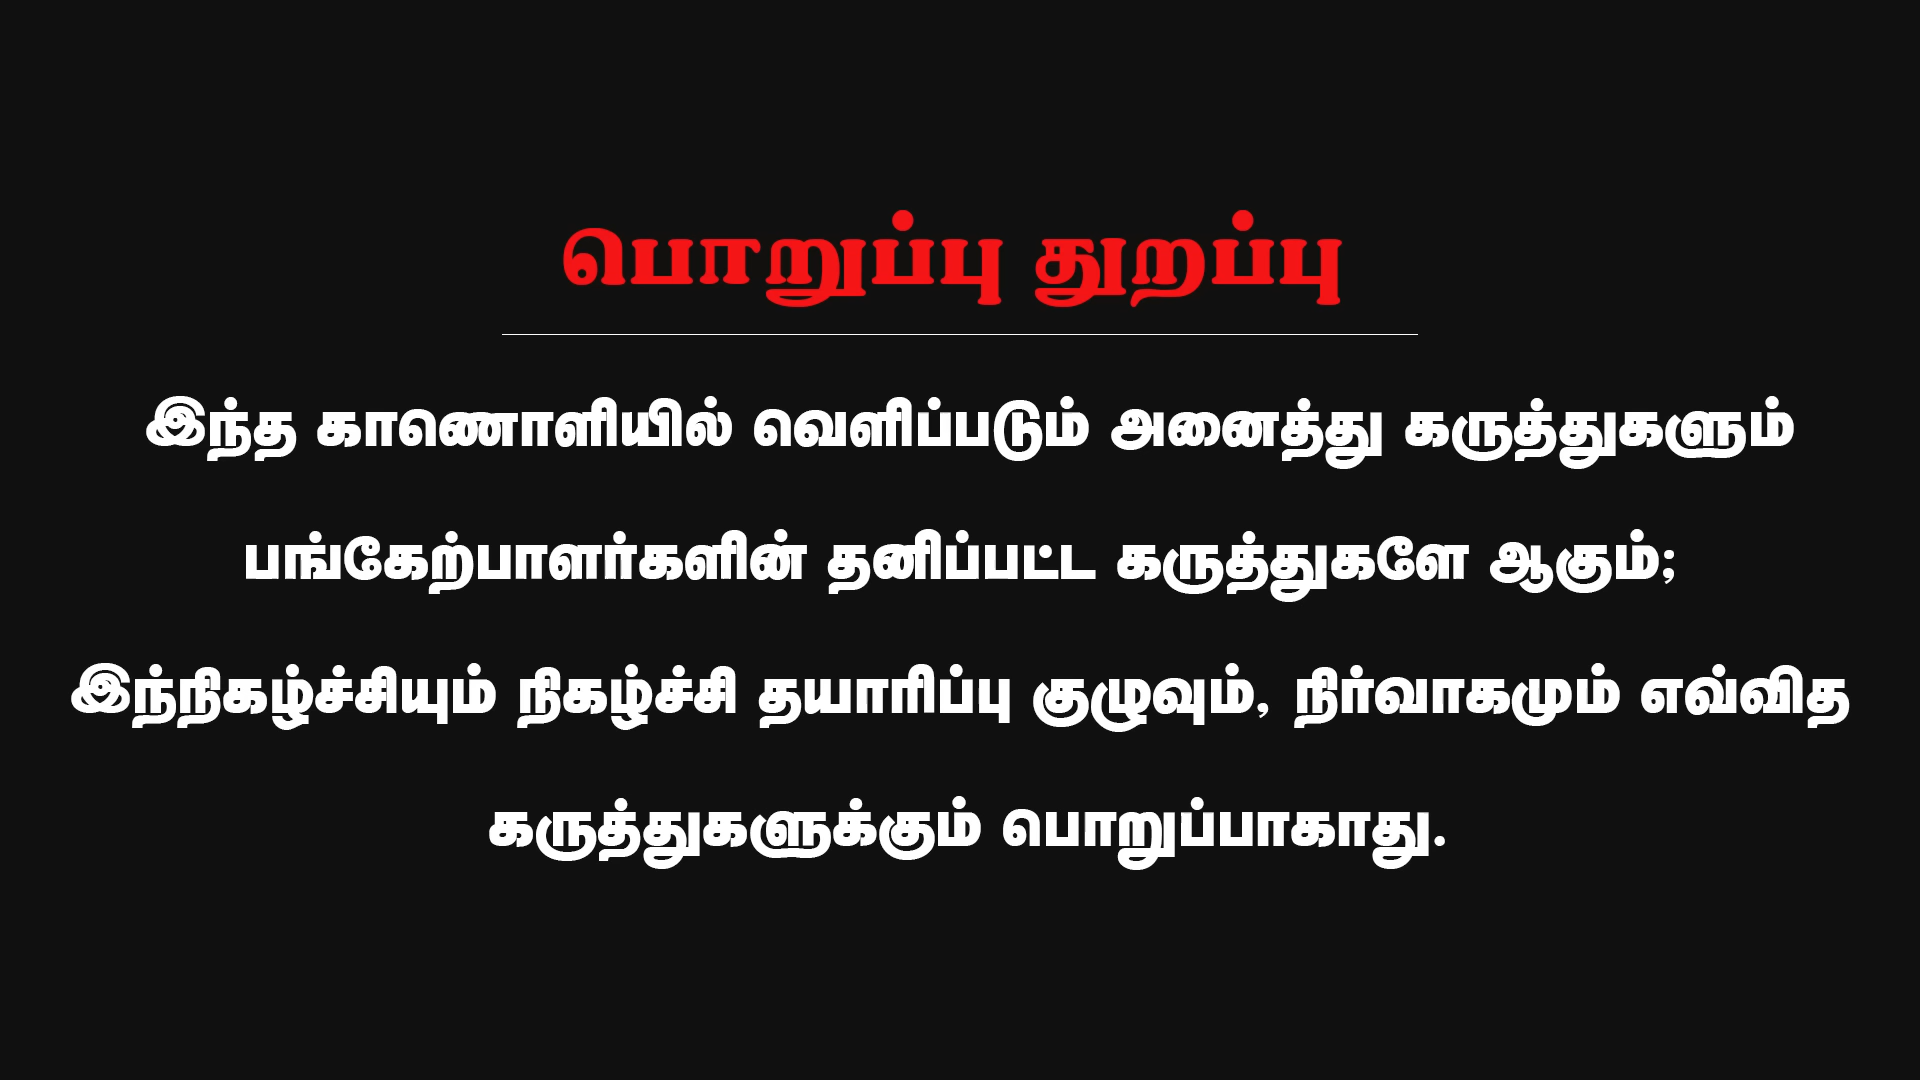 பொறுப்பு துறப்பு
இந்த காணொளியில் வெளிப்படும் அனைத்து கருத்துகளும்
பங்கேற்பாளர்களின் தனிப்பட்ட கருத்துகளே ஆகும்;
இந்நிகழ்ச்சியும் நிகழ்ச்சி தயாரிப்பு குழுவும், நிர்வாகமும் எவ்வித
கருத்துகளுக்கும் பொறுப்பாகாது.